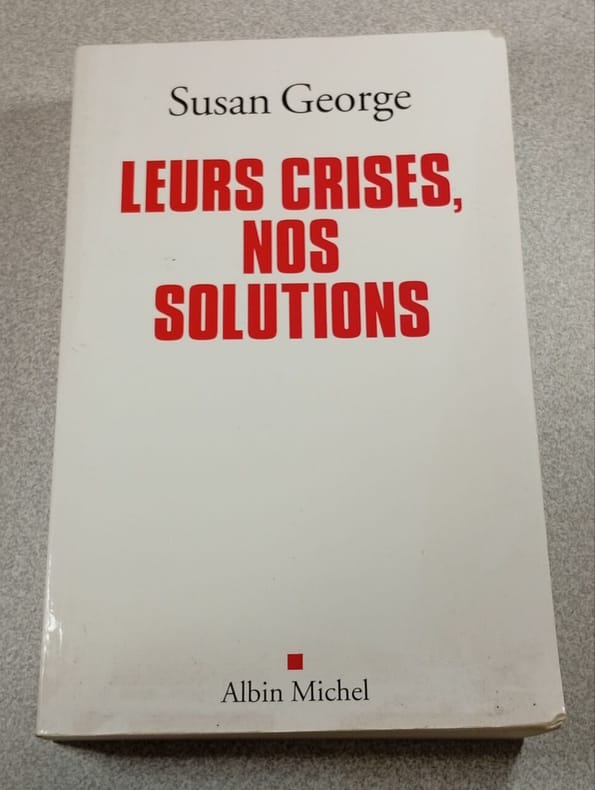 Susan George
LEURS CRISES,
NOS
SOLUTIONS
Albin Michel